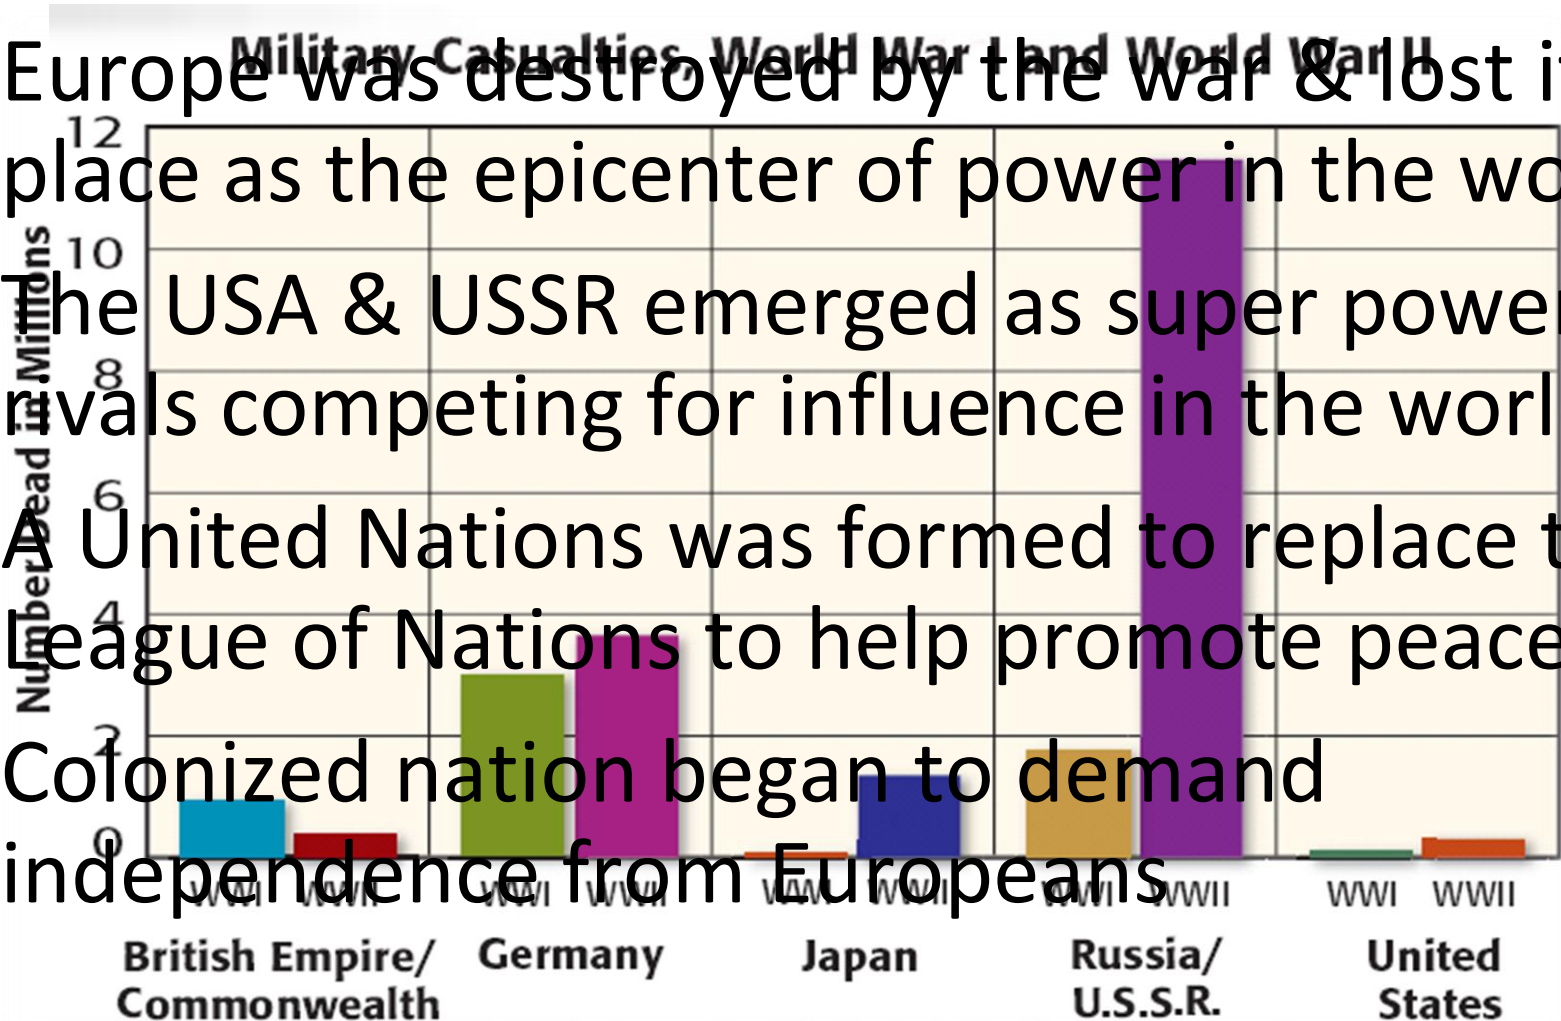 Military Casualties, World War I and World War II
Europe was destroyed by the war & lost
place as the epicenter of power in the
The USA & USSR emerged as super
rivals competing for influence in the
A United Nations was formed to replace
League of Nations to help promote peace
Colonized nation began to demand
independence from Europeans
Number Dead in Millions
12
10
8
6
4
2
0
WWI WWII WWI WWII WWI WWII WWI WWII WWI WWII
British Empire/ Germany Japan Russia/ United
Commonwealth U.S.S.R. States